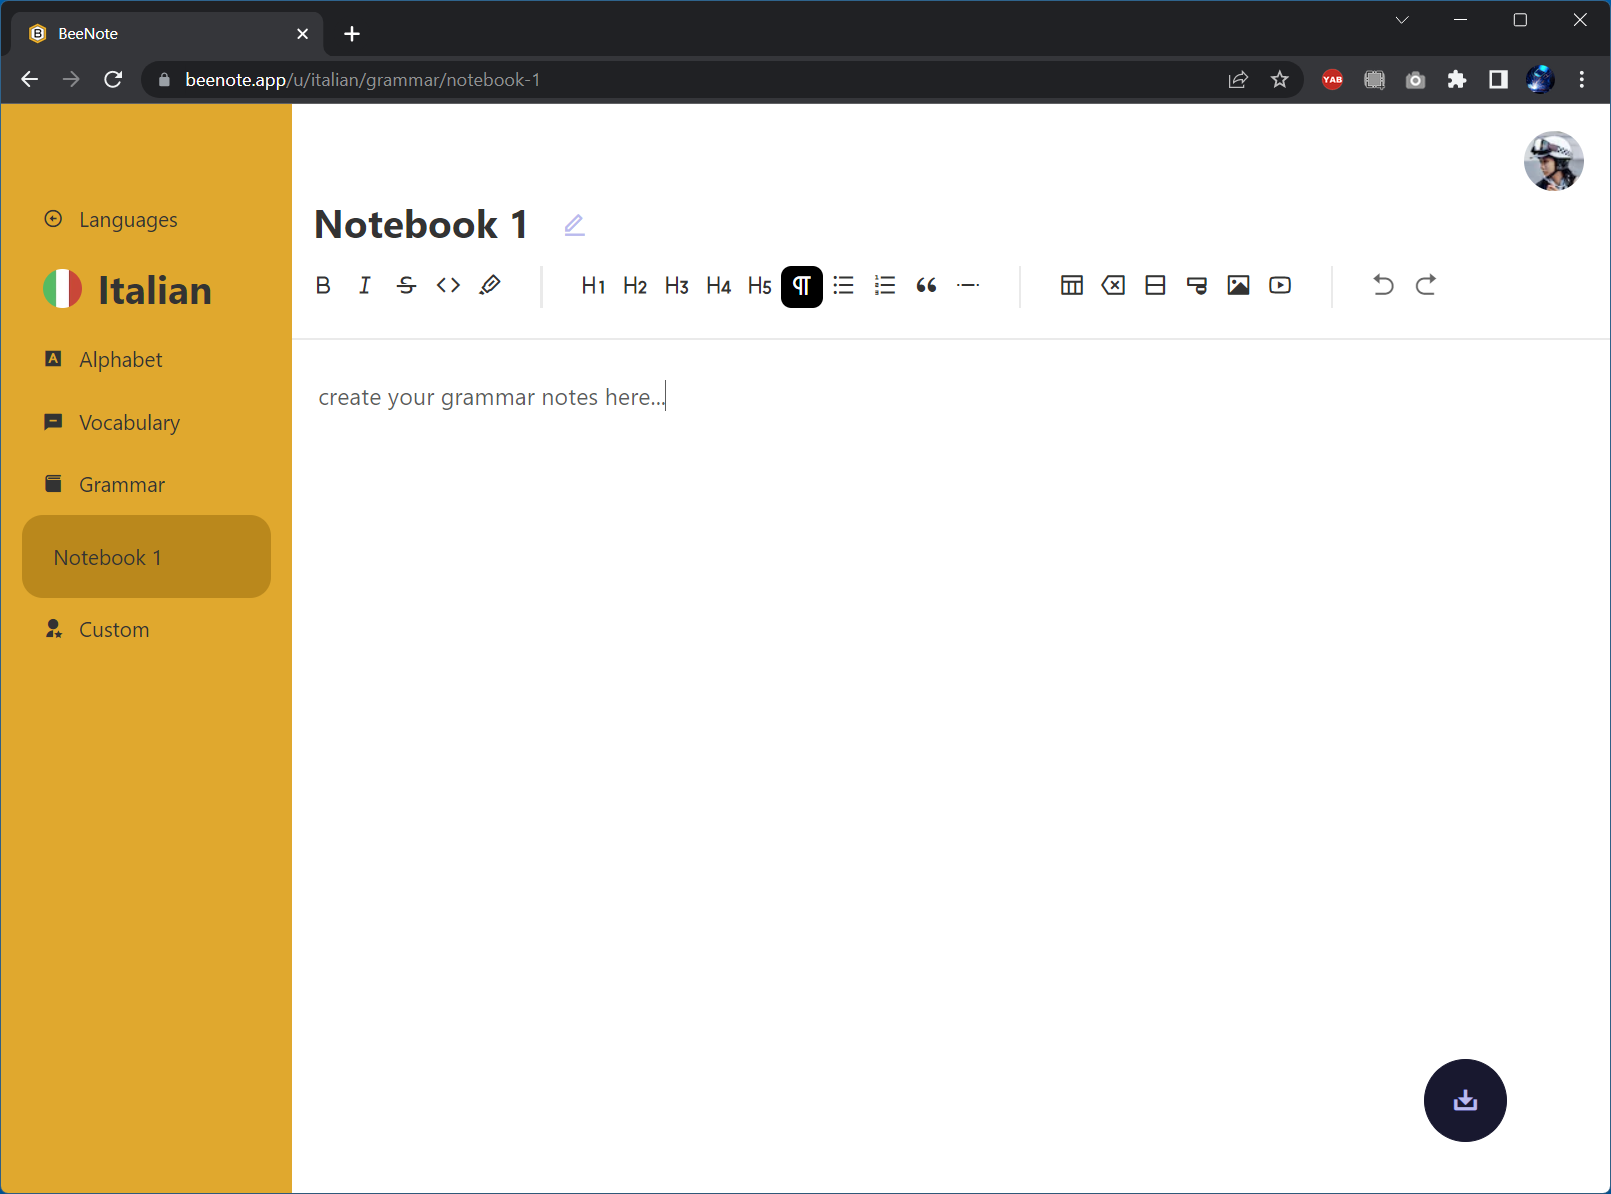 BeeNote
beenote.app/u/italian/grammar/notebook-1
YAB
Languages
Italian
Alphabet
Vocabulary
Grammar
Notebook 1
Custom
Notebook 1
B I S <> H1 H2 H3 H4 H5 ¶
create your grammar notes here...